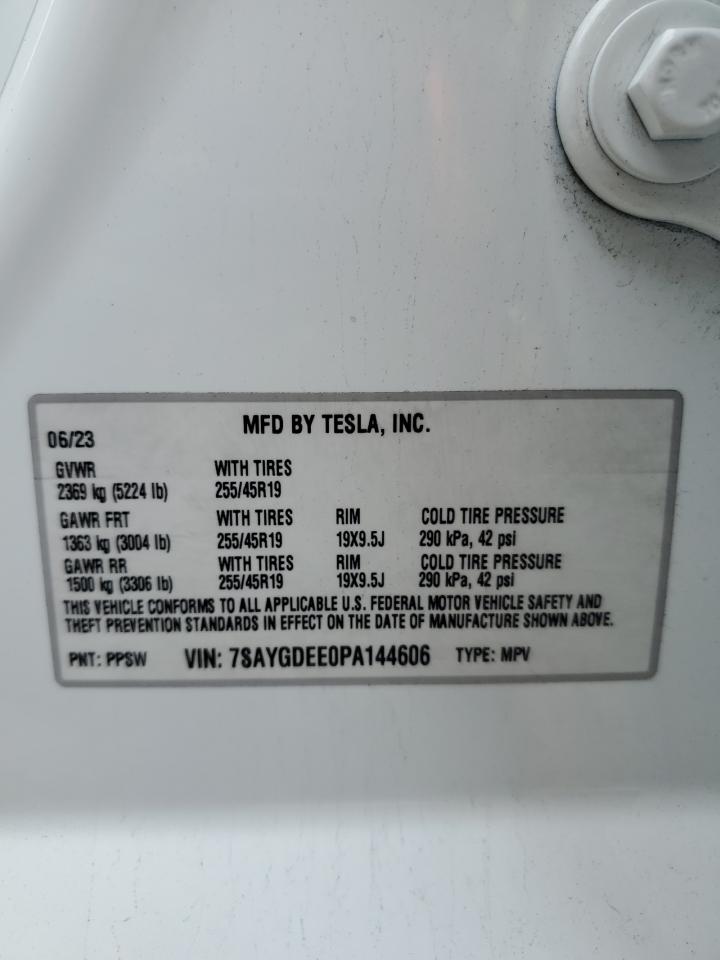 06/23 MFD BY TESLA, INC.
GVWR WITH TIRES
2369 kg (5224 lb) 255/45R19
GAWR FRT WITH TIRES RIM COLD TIRE PRESSURE
1363 kg (3004 lb) 255/45R19 19X9.5J 290 kPa, 42 psi
GAWR RR WITH TIRES RIM COLD TIRE PRESSURE
1500 kg (3306 lb) 255/45R19 19X9.5J 290 kPa, 42 psi
THIS VEHICLE CONFORMS TO ALL APPLICABLE U.S. FEDERAL MOTOR VEHICLE SAFETY AND
THEFT PREVENTION STANDARDS IN EFFECT ON THE DATE OF MANUFACTURE SHOWN ABOVE.
PNT: PPSW VIN: 7SAYGDEE0PA144606 TYPE: MPV